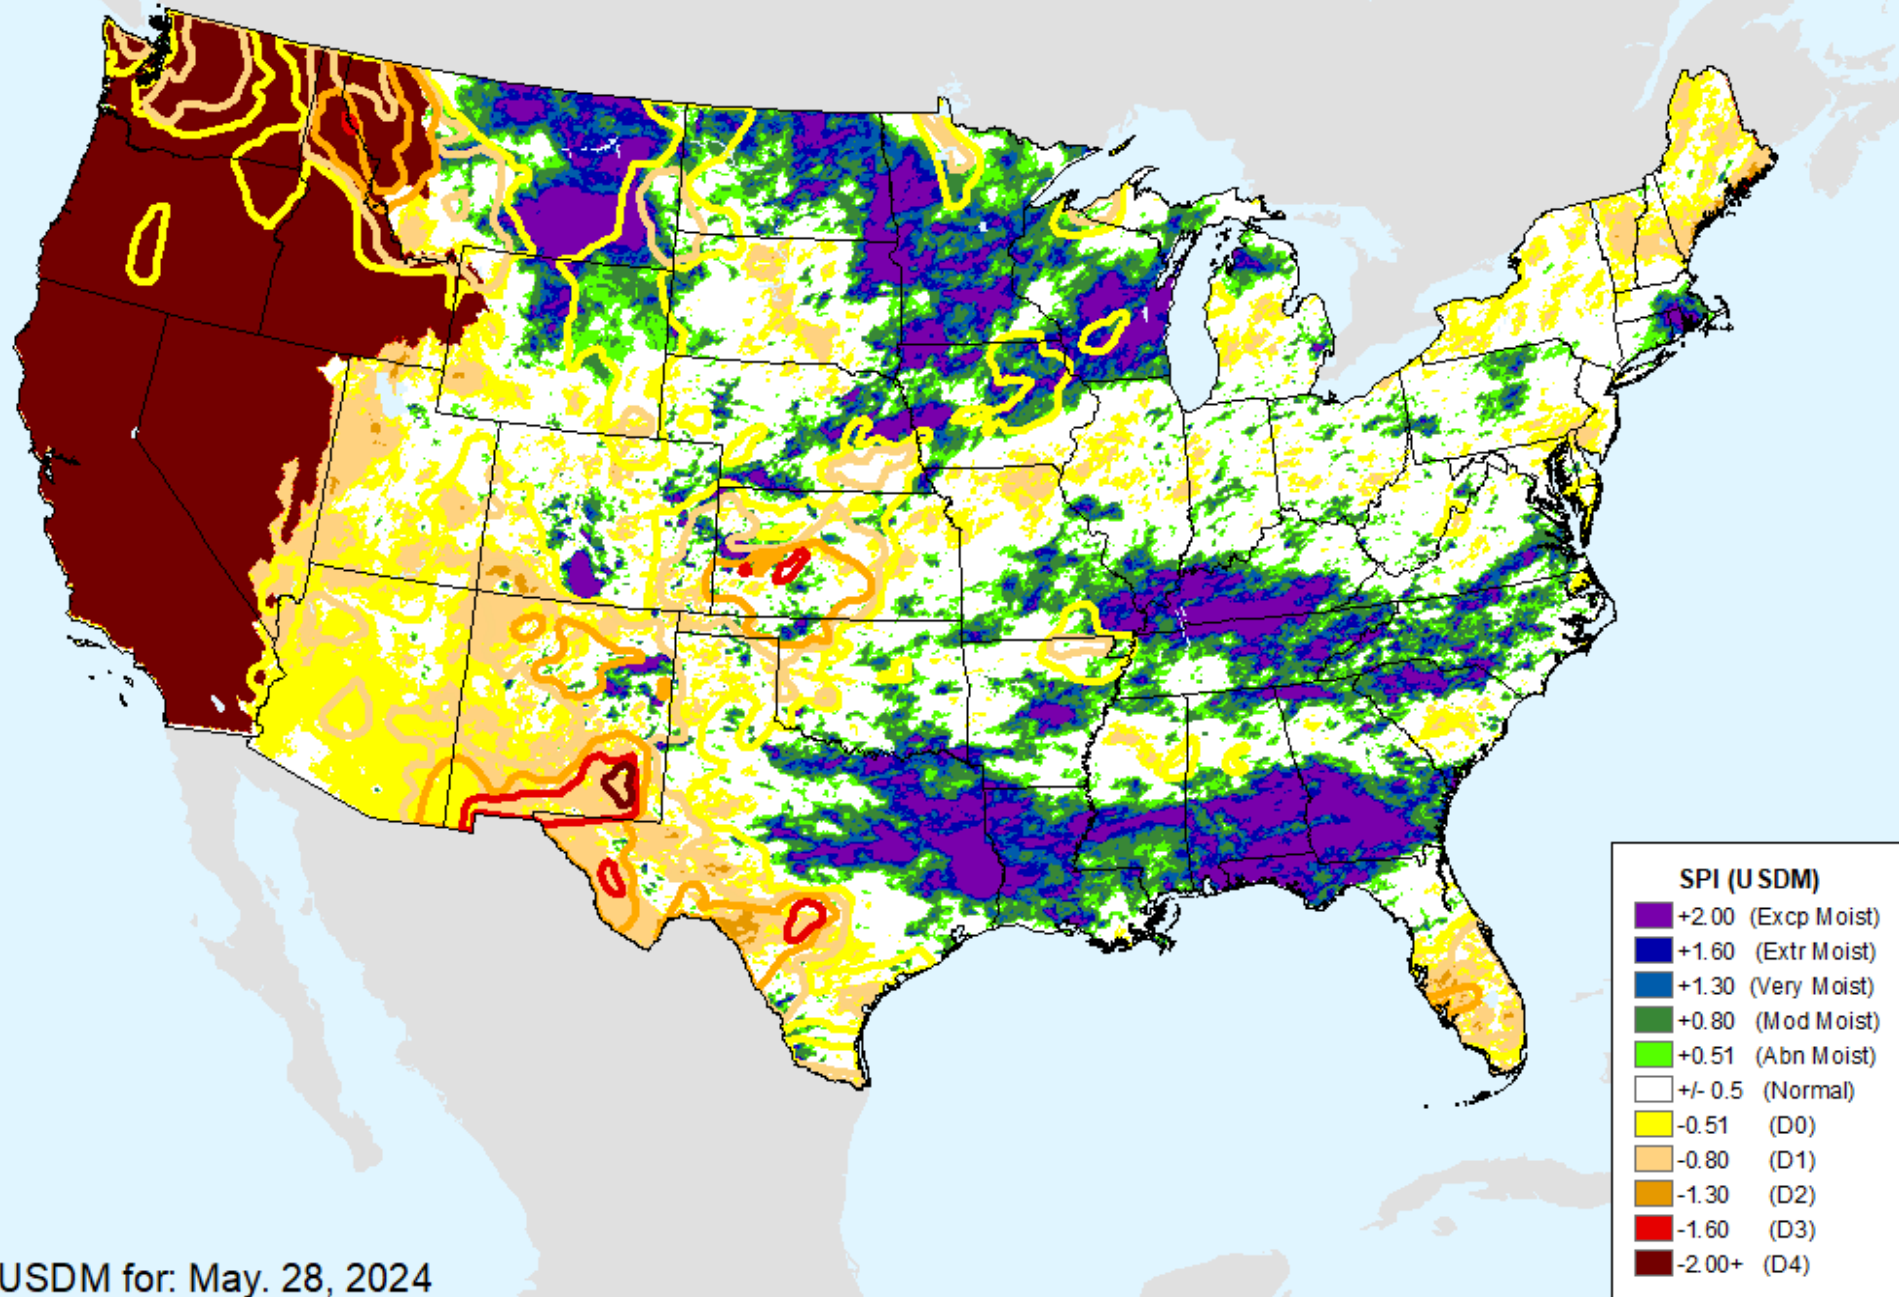 SPI (USDM)
+2.00 (Excp Moist)
+1.60 (Extr Moist)
+1.30 (Very Moist)
+0.80 (Mod Moist)
+0.51 (Abn Moist)
+/- 0.5 (Normal)
-0.51 (D0)
-0.80 (D1)
-1.30 (D2)
-1.60 (D3)
-2.00+ (D4)
USDM for: May. 28, 2024